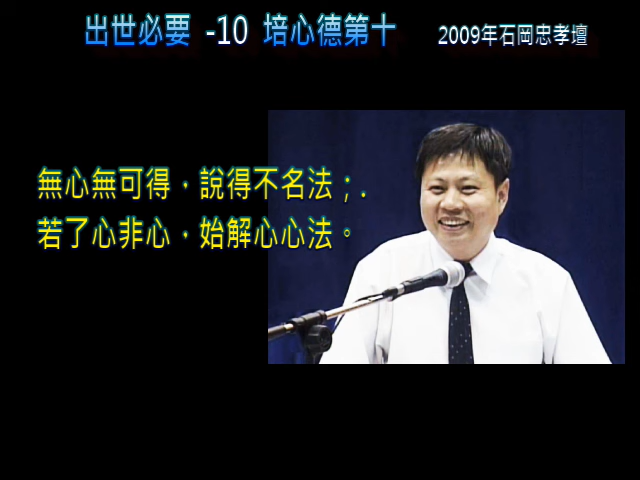 出世必要 -10 培心德第十 2009年石岡忠孝壇
無心無可得，說得不名法；.
若了心非心，始解心心法。